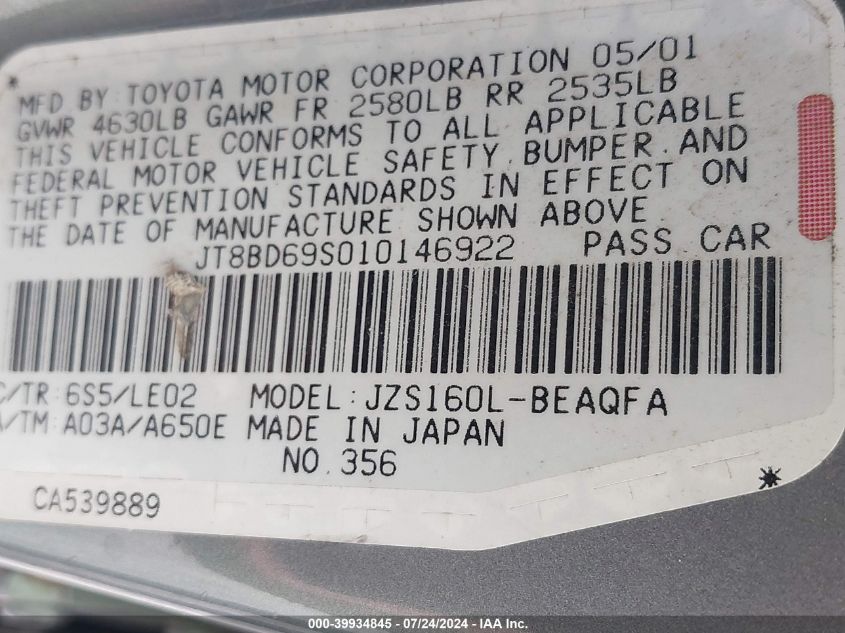 MFD BY TOYOTA MOTOR CORPORATION 05/01
GVWR 4630LB GAWR FR 2580LB RR 2535LB
THIS VEHICLE CONFORMS TO ALL APPLICABLE
FEDERAL MOTOR VEHICLE SAFETY, BUMPER, AND
THEFT PREVENTION STANDARDS IN EFFECT ON
THE DATE OF MANUFACTURE SHOWN ABOVE.
JT8BD69S010146922 PASS CAR
C/TR: 6S5/LE02 MODEL: JZS160L-BEAQFA
A/TM A03A/A650E MADE IN JAPAN
NO. 356
CA539889
000-39934845 - 07/24/2024 - IAA Inc.